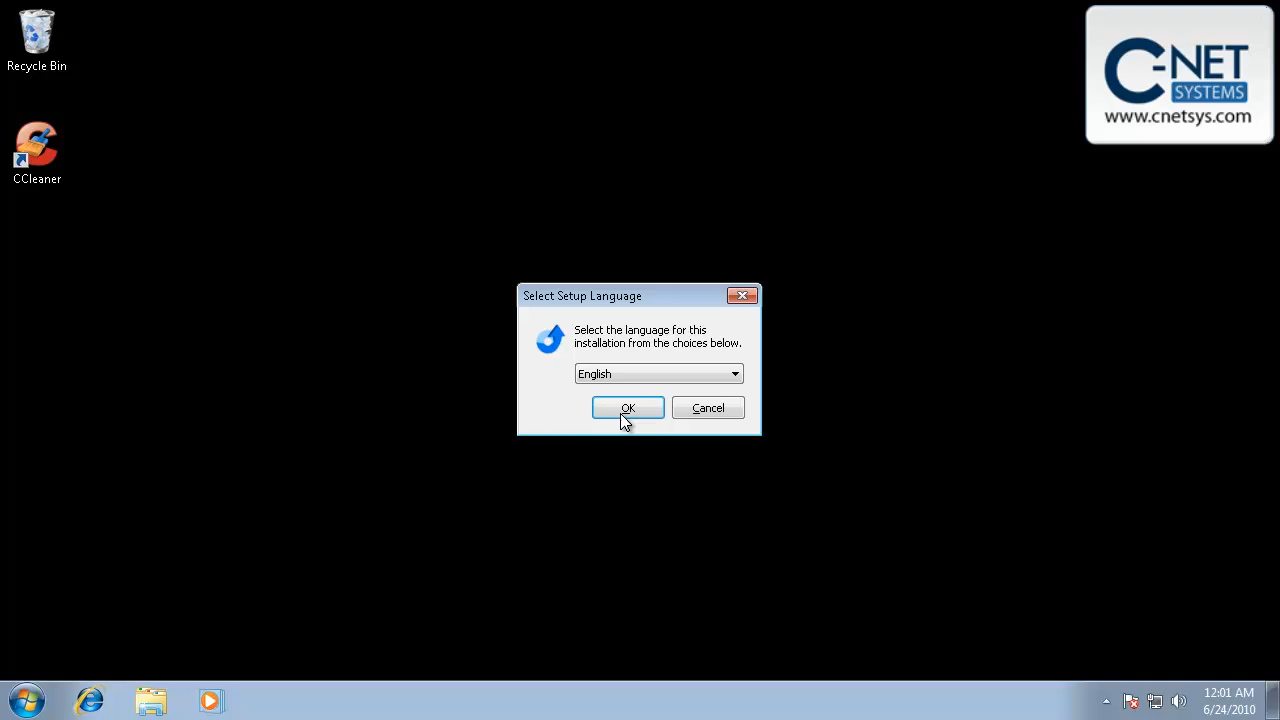 Recycle Bin
CCleaner
C-NET
SYSTEMS
www.cnetsys.com
Select Setup Language
Select the language for this
installation from the choices below.
English
OK
Cancel
12:01 AM
6/24/2010